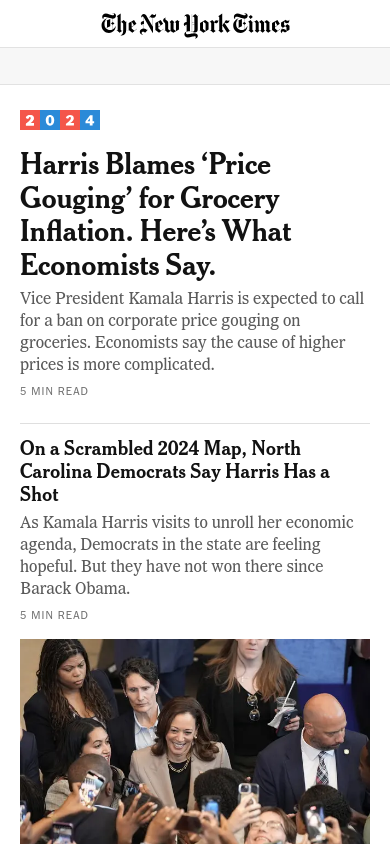 The New York Times
2024
Harris Blames ‘Price
Gouging’ for Grocery
Inflation. Here’s What
Economists Say.
Vice President Kamala Harris is expected to call
for a ban on corporate price gouging on
groceries. Economists say the cause of higher
prices is more complicated.
5 MIN READ
On a Scrambled 2024 Map, North
Carolina Democrats Say Harris Has a
Shot
As Kamala Harris visits to unroll her economic
agenda, Democrats in the state are feeling
hopeful. But they have not won there since
Barack Obama.
5 MIN READ